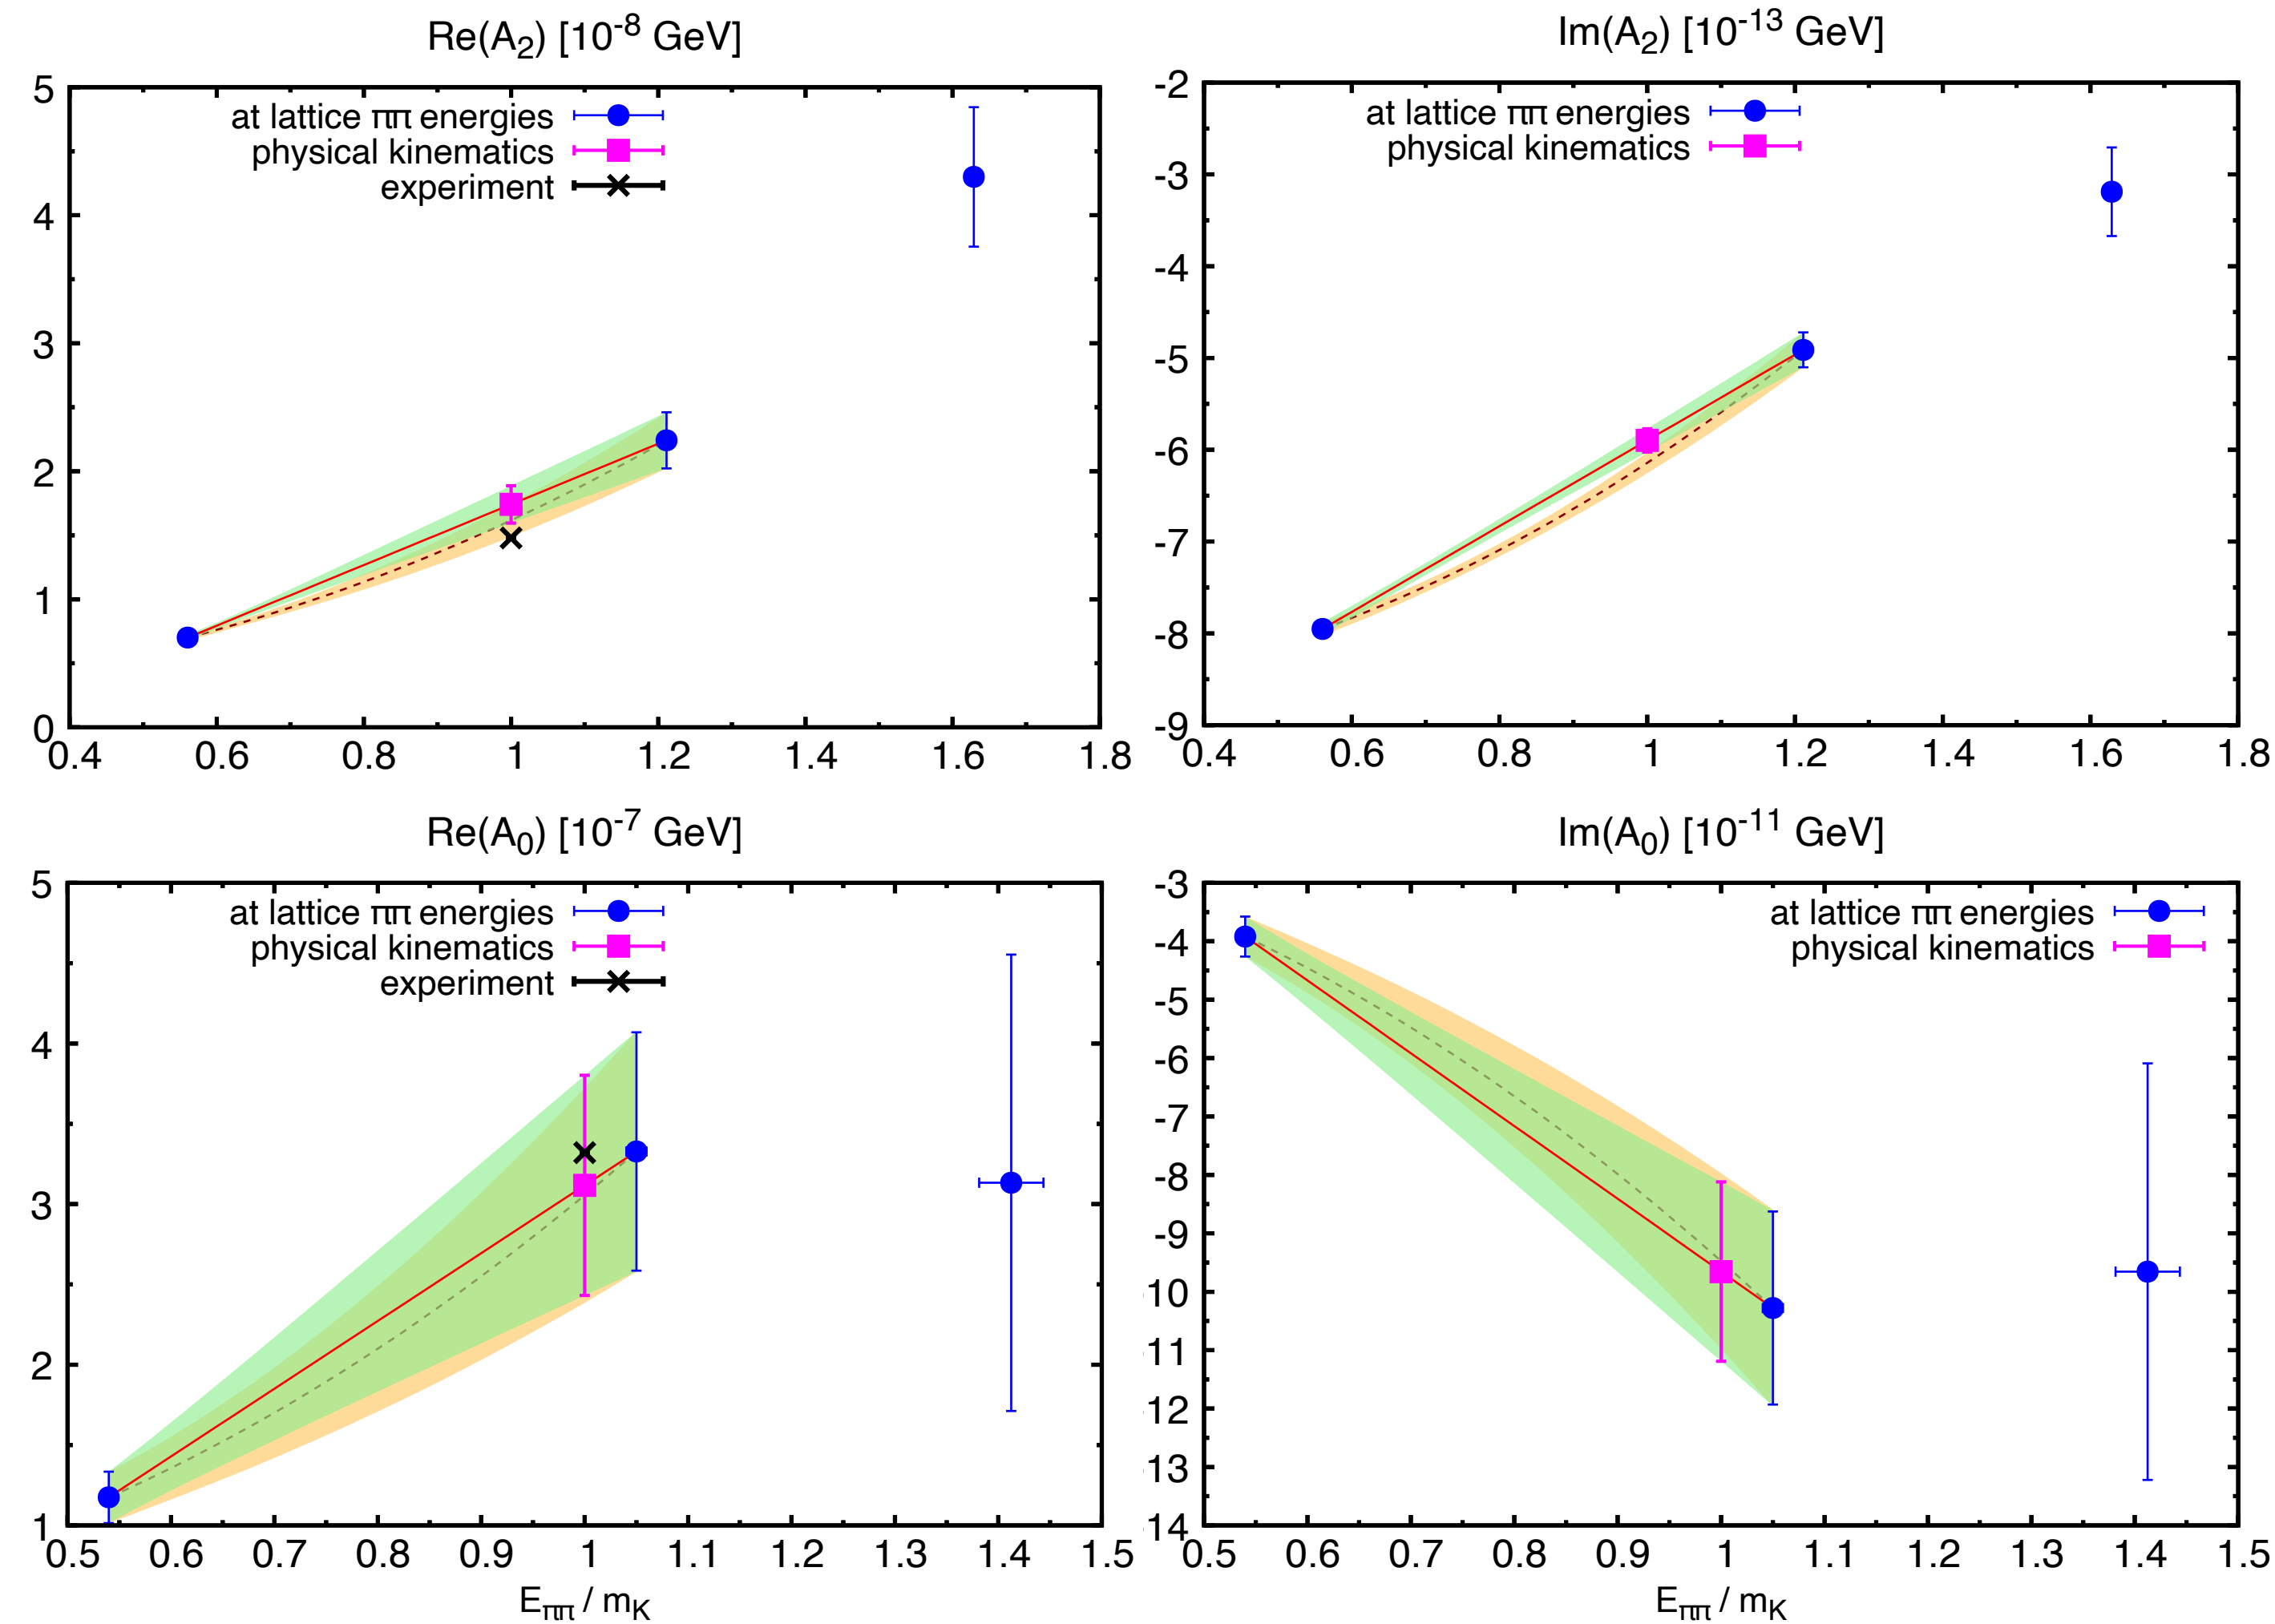 Re(A₂) [10⁻⁸ GeV]
at lattice ππ energies
physical kinematics
experiment
5
4
3
2
1
0
0.4 0.6 0.8 1 1.2 1.4 1.6 1.8
Im(A₂) [10⁻¹³ GeV]
at lattice ππ energies
physical kinematics
-2
-3
-4
-5
-6
-7
-8
-9
0.4 0.6 0.8 1 1.2 1.4 1.6 1.8
Re(A₀) [10⁻⁷ GeV]
at lattice ππ energies
physical kinematics
experiment
5
4
3
2
1
0.5 0.6 0.7 0.8 0.9 1 1.1 1.2 1.3 1.4 1.5
E_ππ / m_K
Im(A₀) [10⁻¹¹ GeV]
at lattice ππ energies
physical kinematics
-3
-4
-5
-6
-7
-8
-9
-10
-11
-12
-13
-14
0.5 0.6 0.7 0.8 0.9 1 1.1 1.2 1.3 1.4 1.5
E_ππ / m_K